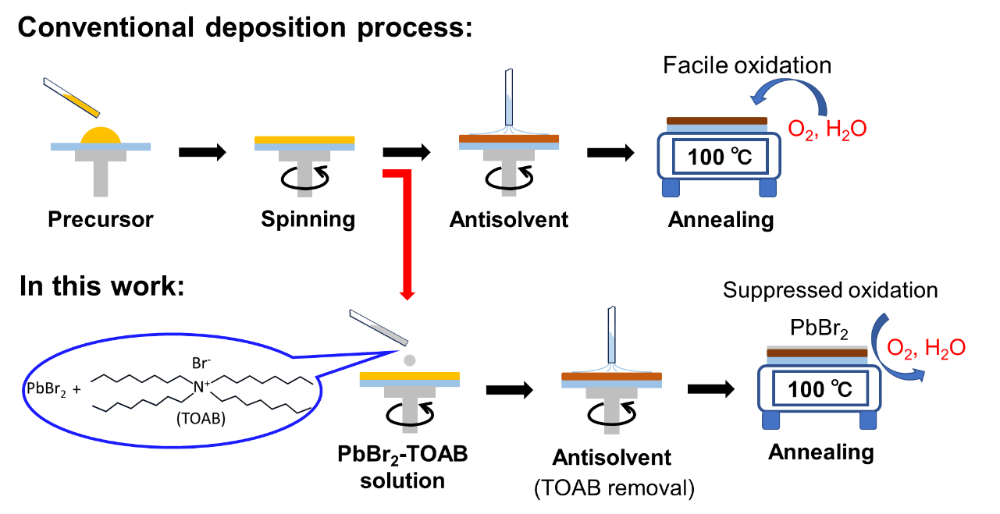 Conventional deposition process:
Facile oxidation
O₂, H₂O
100 ℃
Precursor
Spinning
Antisolvent
Annealing
In this work:
Suppressed oxidation
PbBr₂
O₂, H₂O
Br⁻
PbBr₂ +
N⁺
(TOAB)
100 ℃
PbBr₂-TOAB
solution
Antisolvent
(TOAB removal)
Annealing